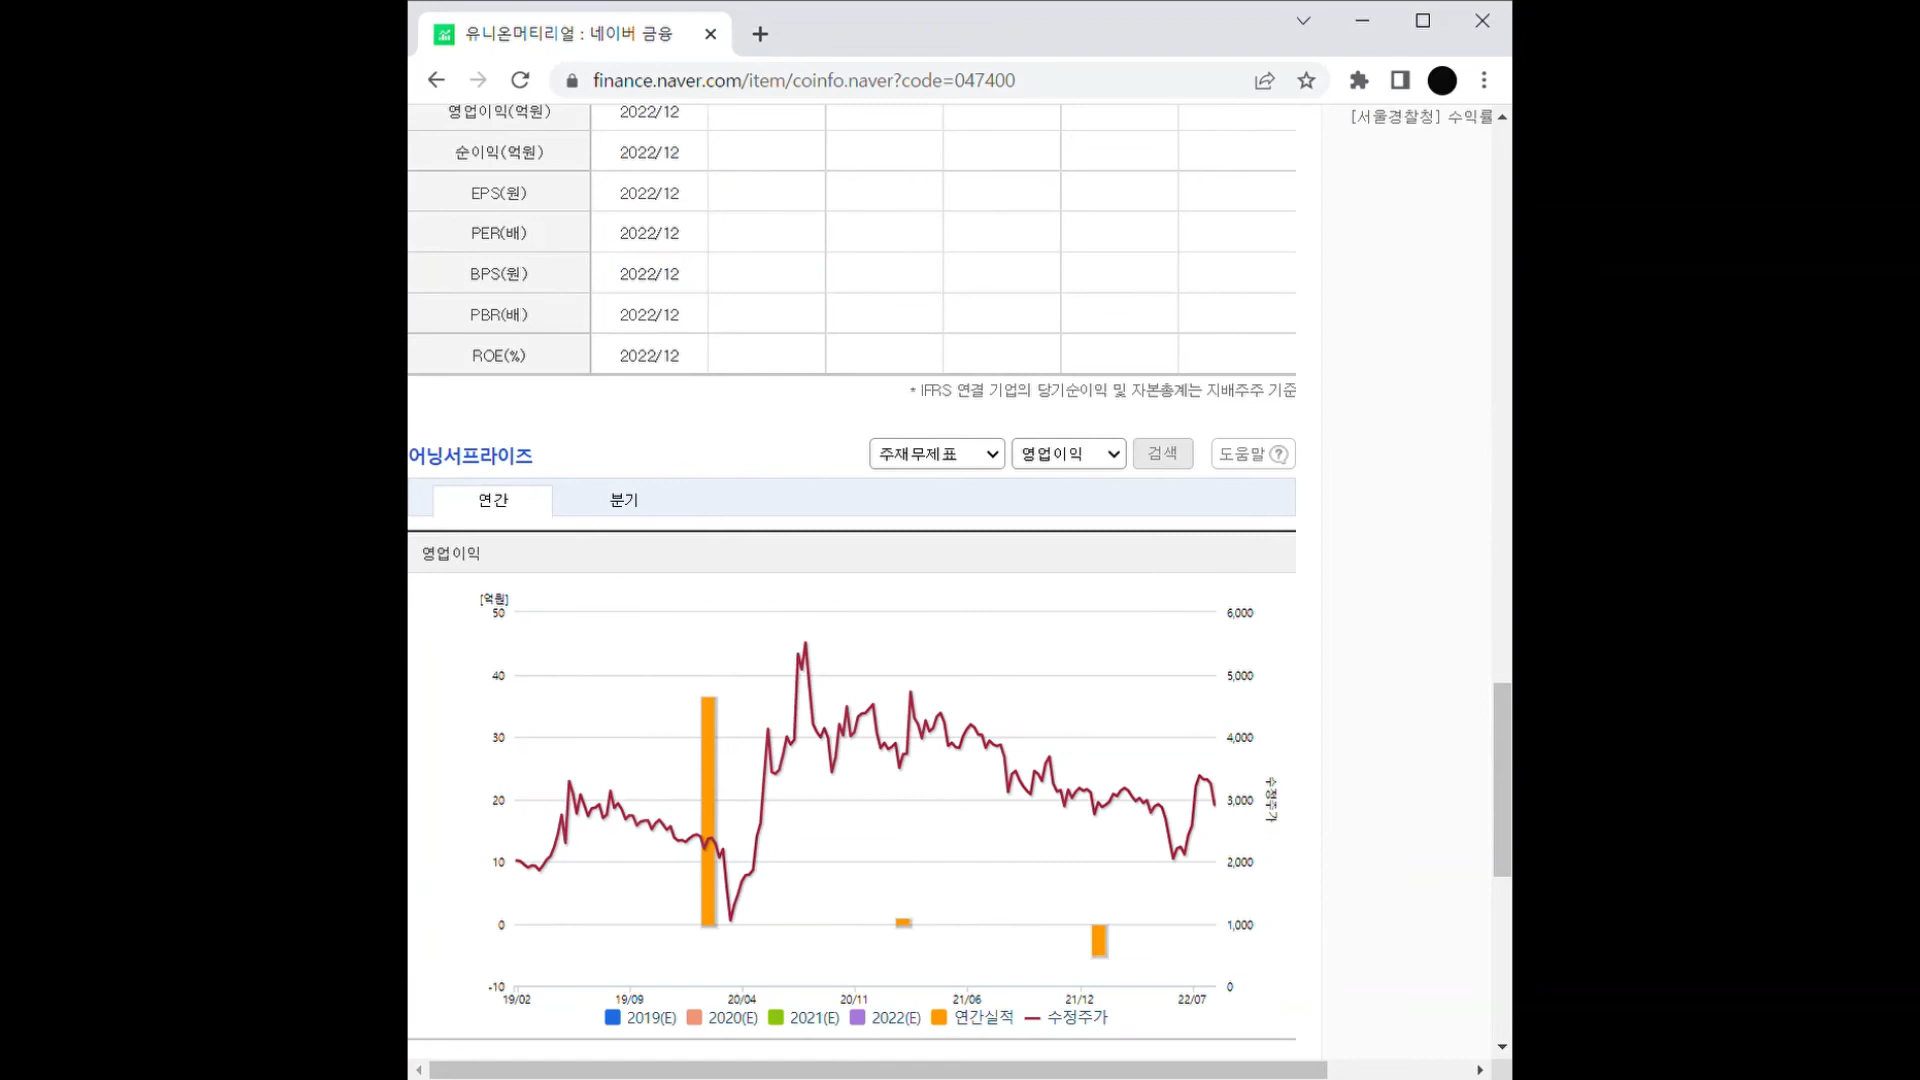 유니온머티리얼 : 네이버 금융
finance.naver.com/item/coinfo.naver?code=047400
영업이익(억원) 2022/12
[서울경찰청] 수익률
순이익(억원) 2022/12
EPS(원) 2022/12
PER(배) 2022/12
BPS(원) 2022/12
PBR(배) 2022/12
ROE(%) 2022/12
* IFRS 연결 기업의 당기순이익 및 자본총계는 지배주주 기준
어닝서프라이즈 주재무제표 영업이익 검색 도움말 ?
연간 분기
영업이익
[억원]
50 6,000
40 5,000
30 4,000
20 3,000
10 2,000
0 1,000
-10 0
수정주가
19/02 19/09 20/04 20/11 21/06 21/12 22/07
2019(E) 2020(E) 2021(E) 2022(E) 연간실적 수정주가